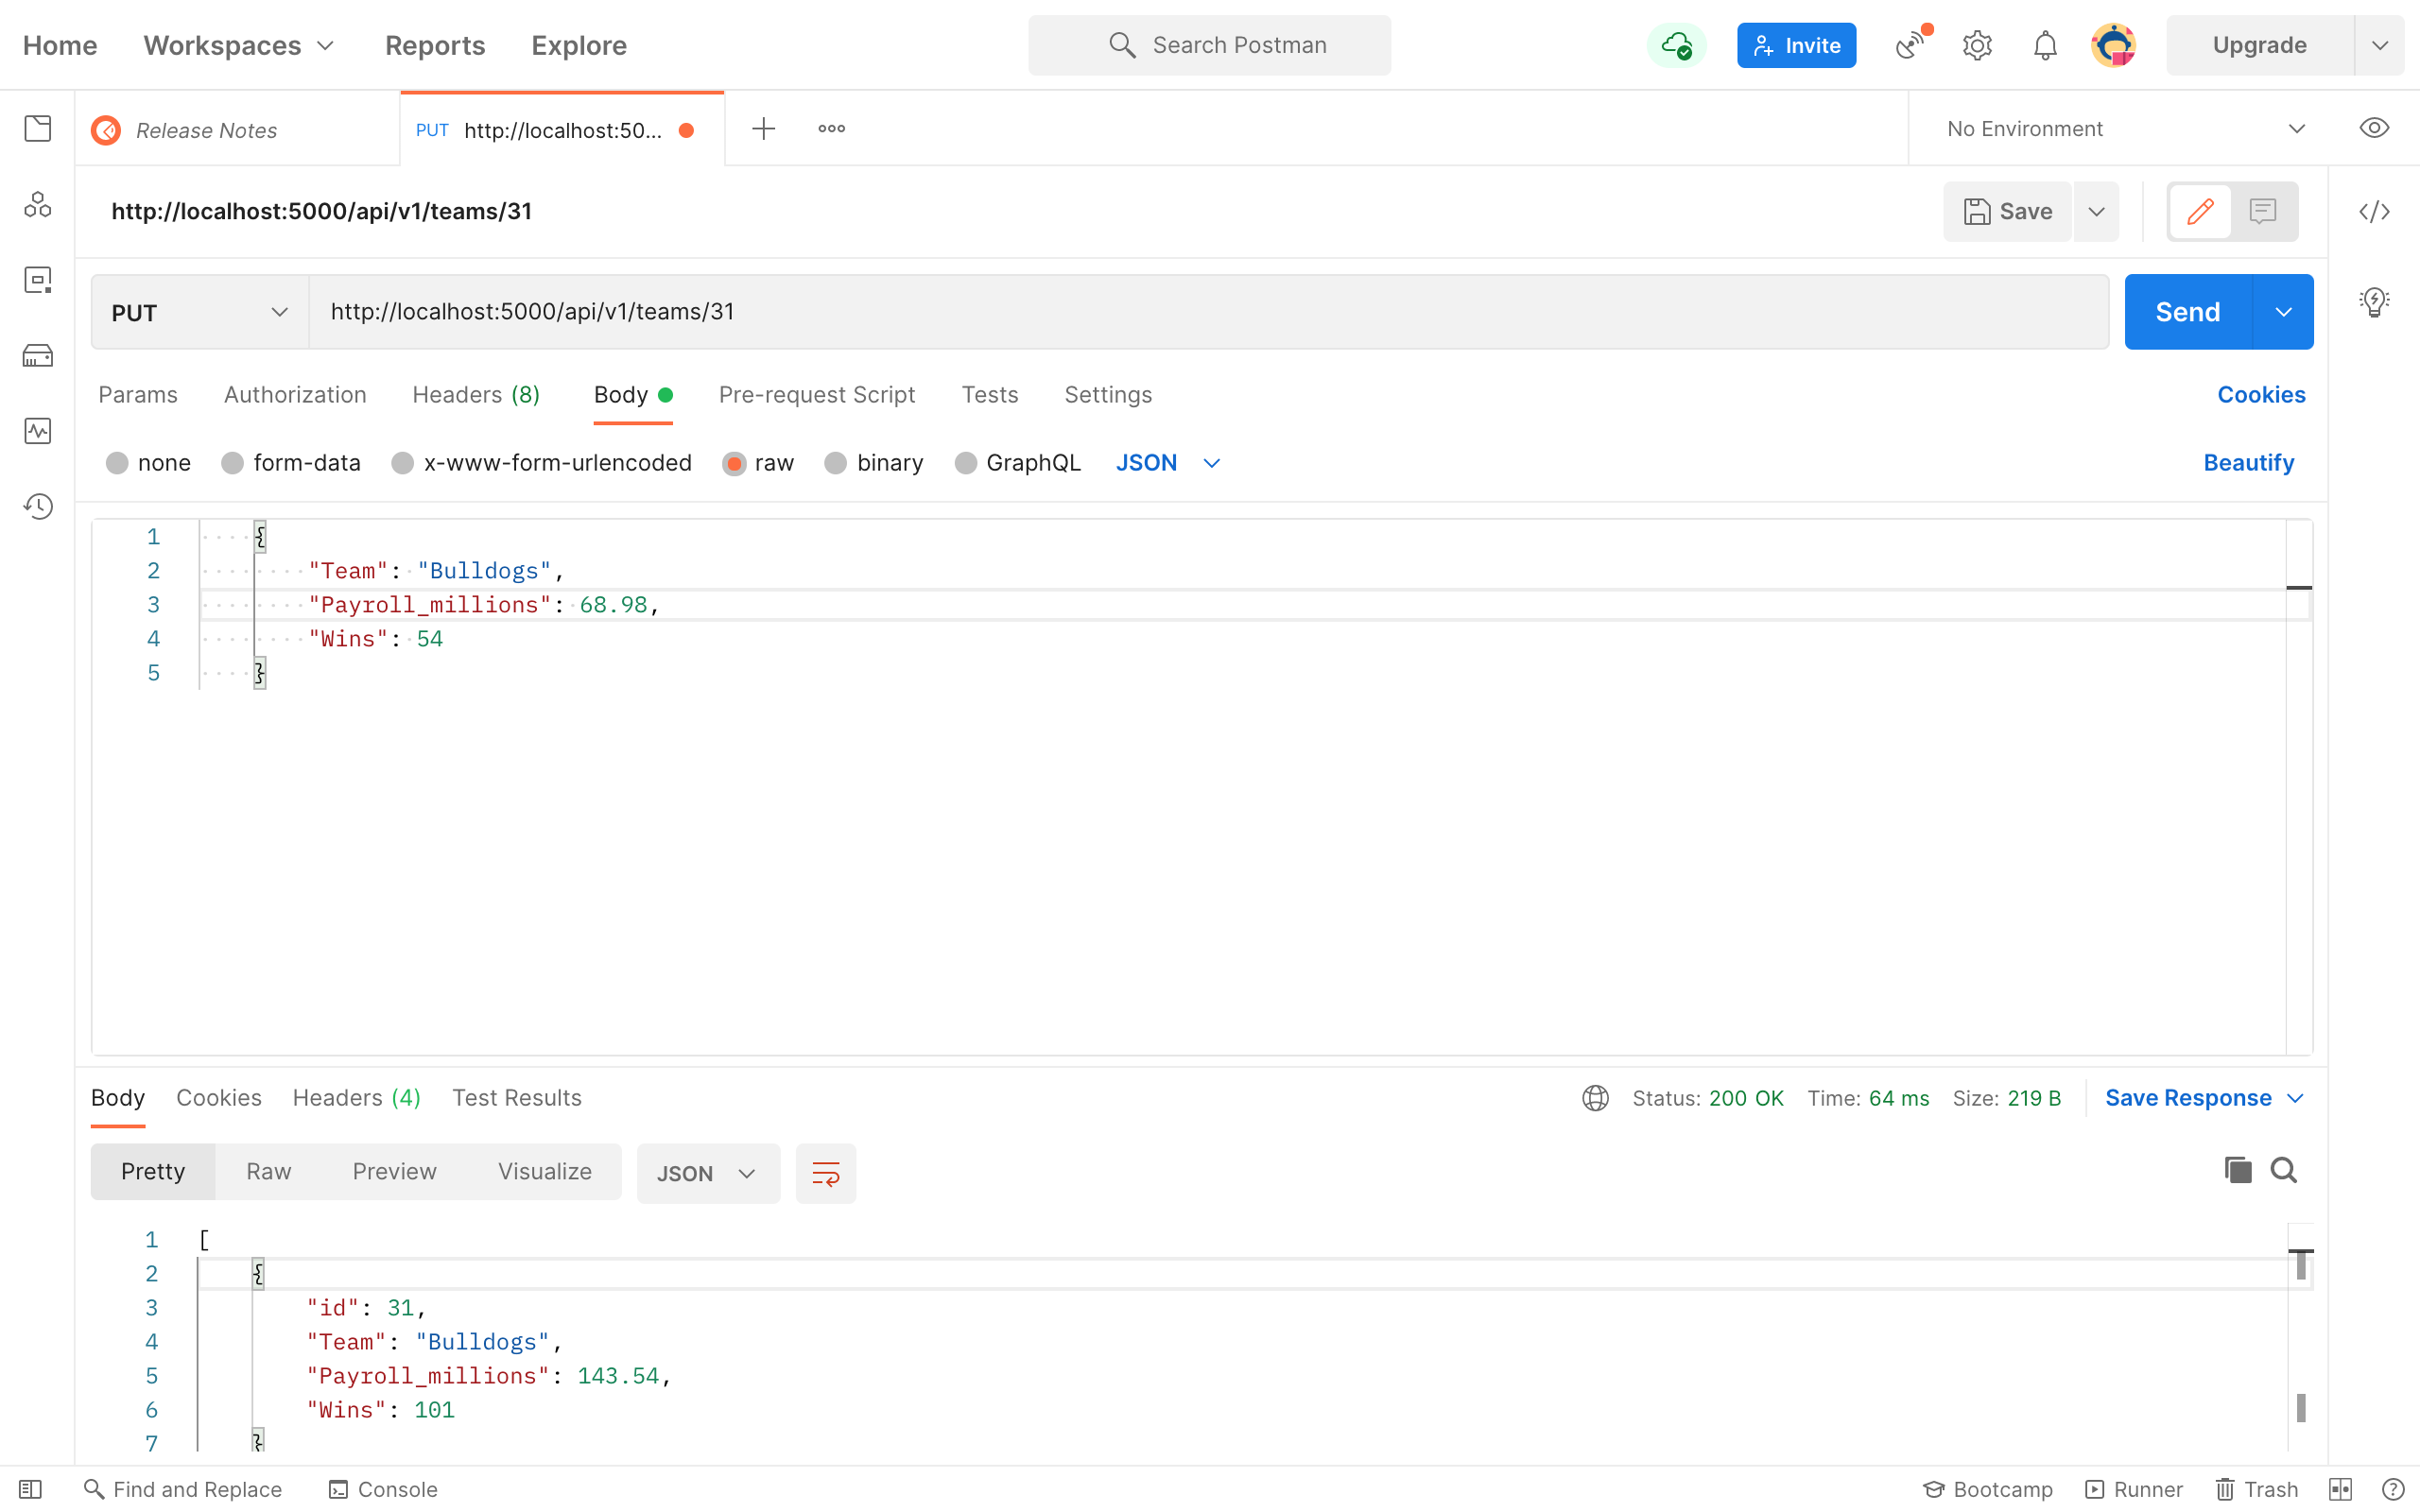 Home Workspaces Reports Explore Search Postman Invite Upgrade
Release Notes PUT http://localhost:50... No Environment
http://localhost:5000/api/v1/teams/31 Save
PUT http://localhost:5000/api/v1/teams/31 Send
Params Authorization Headers (8) Body Pre-request Script Tests Settings Cookies
none form-data x-www-form-urlencoded raw binary GraphQL JSON Beautify
1 {
2 "Team": "Bulldogs",
3 "Payroll_millions": 68.98,
4 "Wins": 54
5 }
Body Cookies Headers (4) Test Results Status: 200 OK Time: 64 ms Size: 219 B Save Response
Pretty Raw Preview Visualize JSON
1 [
2 {
3 "id": 31,
4 "Team": "Bulldogs",
5 "Payroll_millions": 143.54,
6 "Wins": 101
7 }
Find and Replace Console Bootcamp Runner Trash